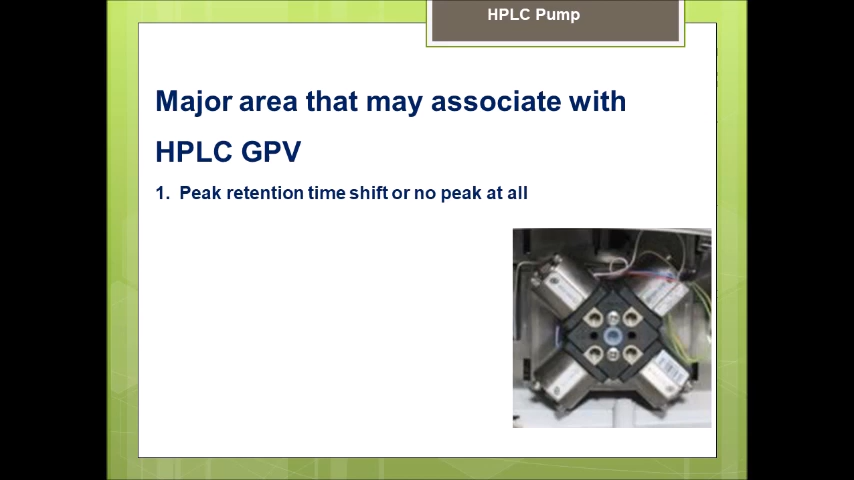 HPLC Pump
Major area that may associate with
HPLC GPV
1. Peak retention time shift or no peak at all